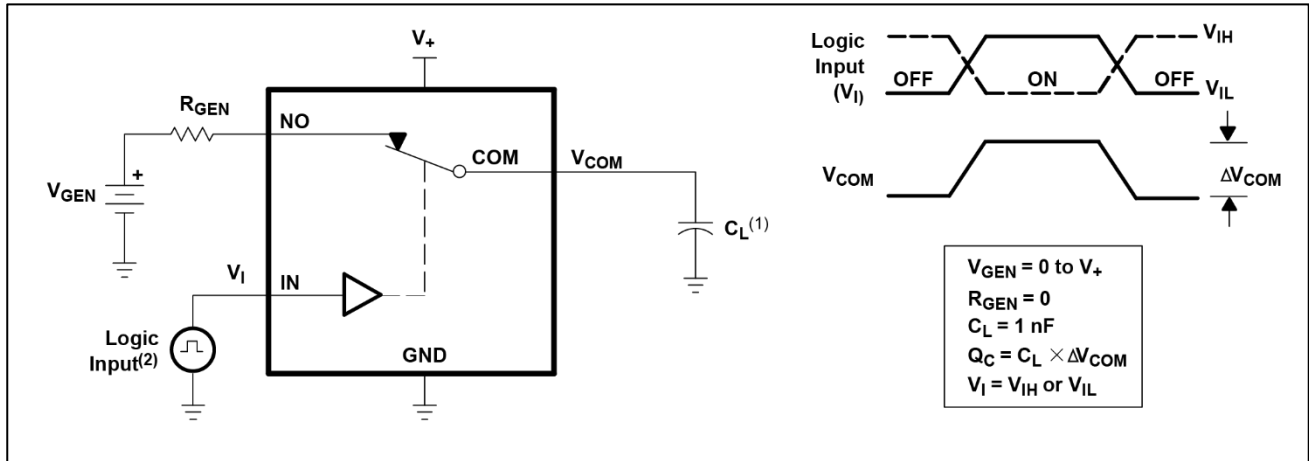 V+
RGEN
NO
COM
VCOM
VGEN
+
CL(1)
VI
IN
Logic
Input(2)
GND
Logic
Input
(VI)
OFF
ON
OFF
VIH
VIL
VCOM
ΔVCOM
VGEN = 0 to V+
RGEN = 0
CL = 1 nF
QC = CL × ΔVCOM
VI = VIH or VIL